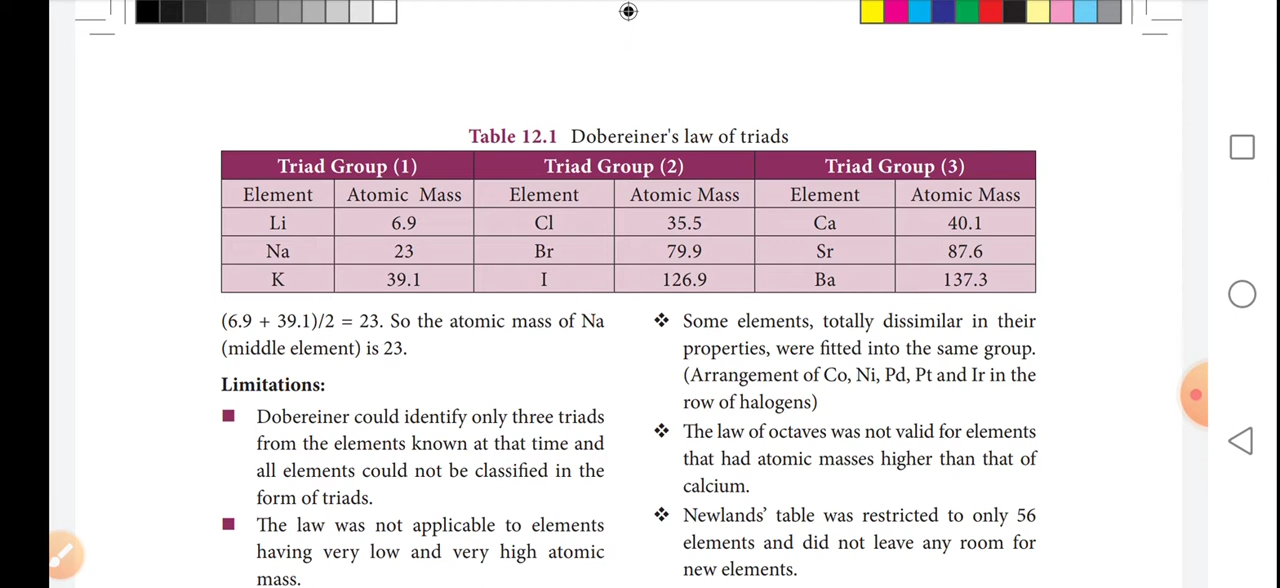 Table 12.1 Dobereiner's law of triads
Triad Group (1) Triad Group (2) Triad Group (3)
Element Atomic Mass Element Atomic Mass Element Atomic Mass
Li 6.9 Cl 35.5 Ca 40.1
Na 23 Br 79.9 Sr 87.6
K 39.1 I 126.9 Ba 137.3
(6.9 + 39.1)/2 = 23. So the atomic mass of Na
(middle element) is 23.
Limitations:
Dobereiner could identify only three triads
from the elements known at that time and
all elements could not be classified in the
form of triads.
The law was not applicable to elements
having very low and very high atomic
mass.
Some elements, totally dissimilar in their
properties, were fitted into the same group.
(Arrangement of Co, Ni, Pd, Pt and Ir in the
row of halogens)
The law of octaves was not valid for elements
that had atomic masses higher than that of
calcium.
Newlands’ table was restricted to only 56
elements and did not leave any room for
new elements.